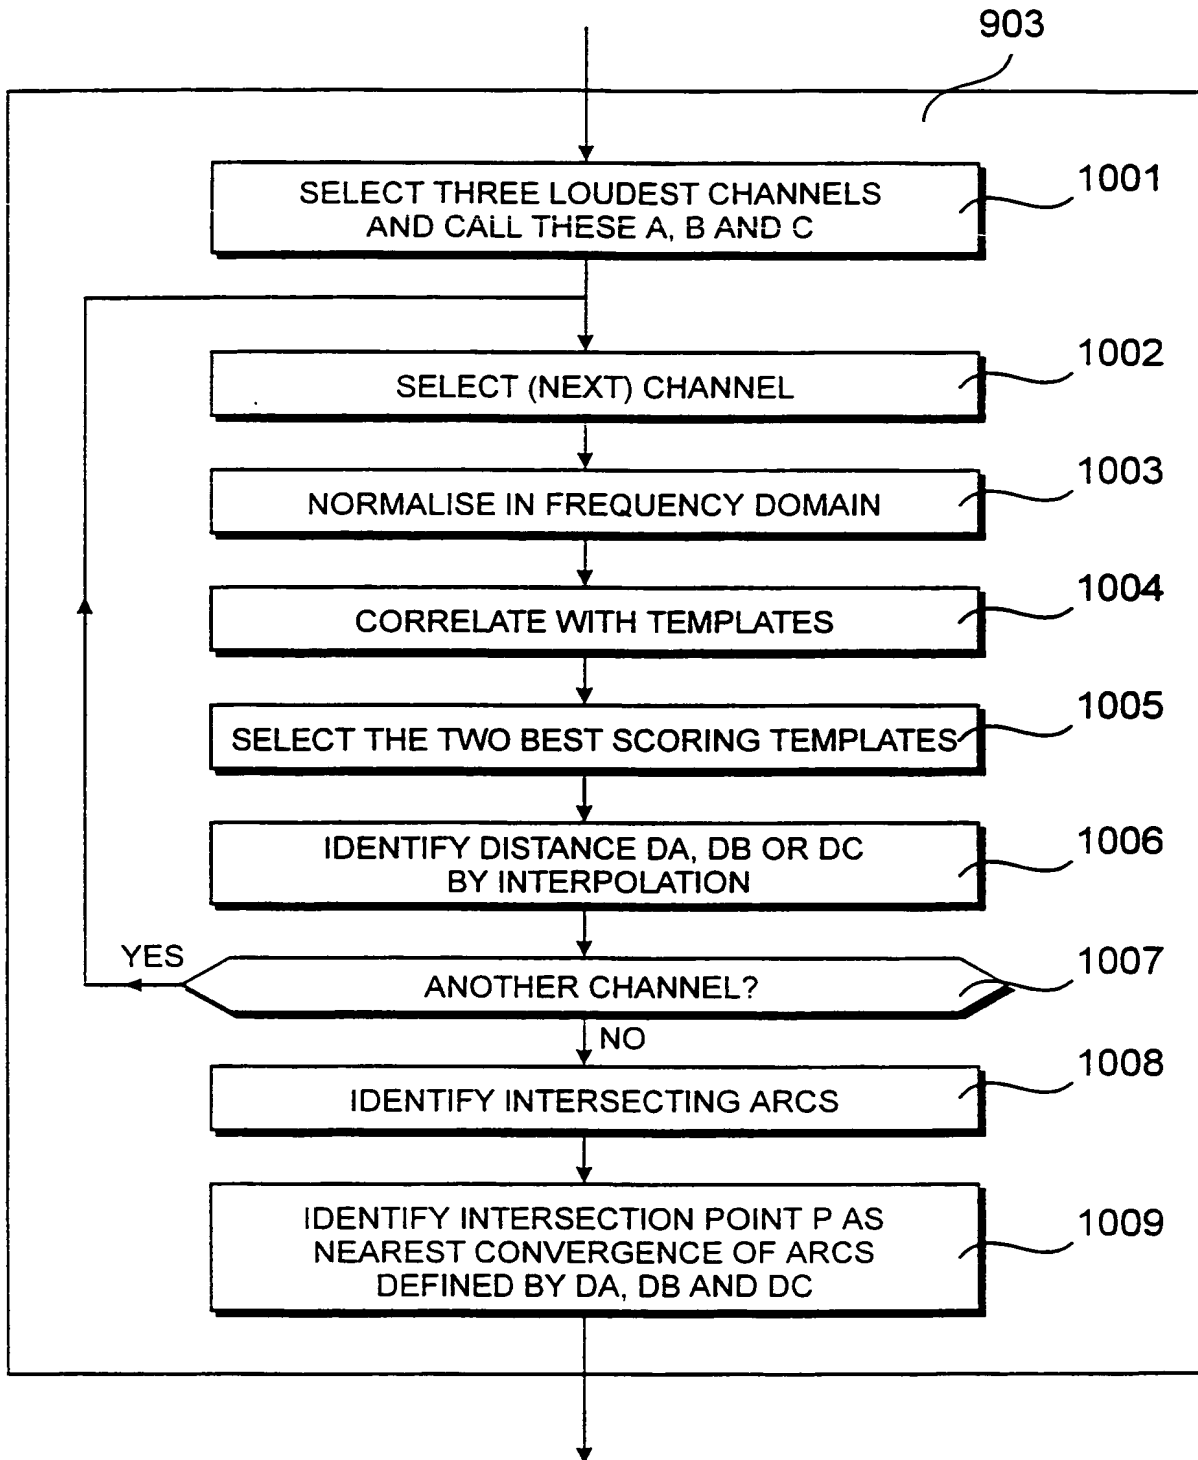 903
SELECT THREE LOUDEST CHANNELS
AND CALL THESE A, B AND C
1001
SELECT (NEXT) CHANNEL
1002
NORMALISE IN FREQUENCY DOMAIN
1003
CORRELATE WITH TEMPLATES
1004
SELECT THE TWO BEST SCORING TEMPLATES
1005
IDENTIFY DISTANCE DA, DB OR DC
BY INTERPOLATION
1006
YES
ANOTHER CHANNEL?
1007
NO
IDENTIFY INTERSECTING ARCS
1008
IDENTIFY INTERSECTION POINT P AS
NEAREST CONVERGENCE OF ARCS
DEFINED BY DA, DB AND DC
1009